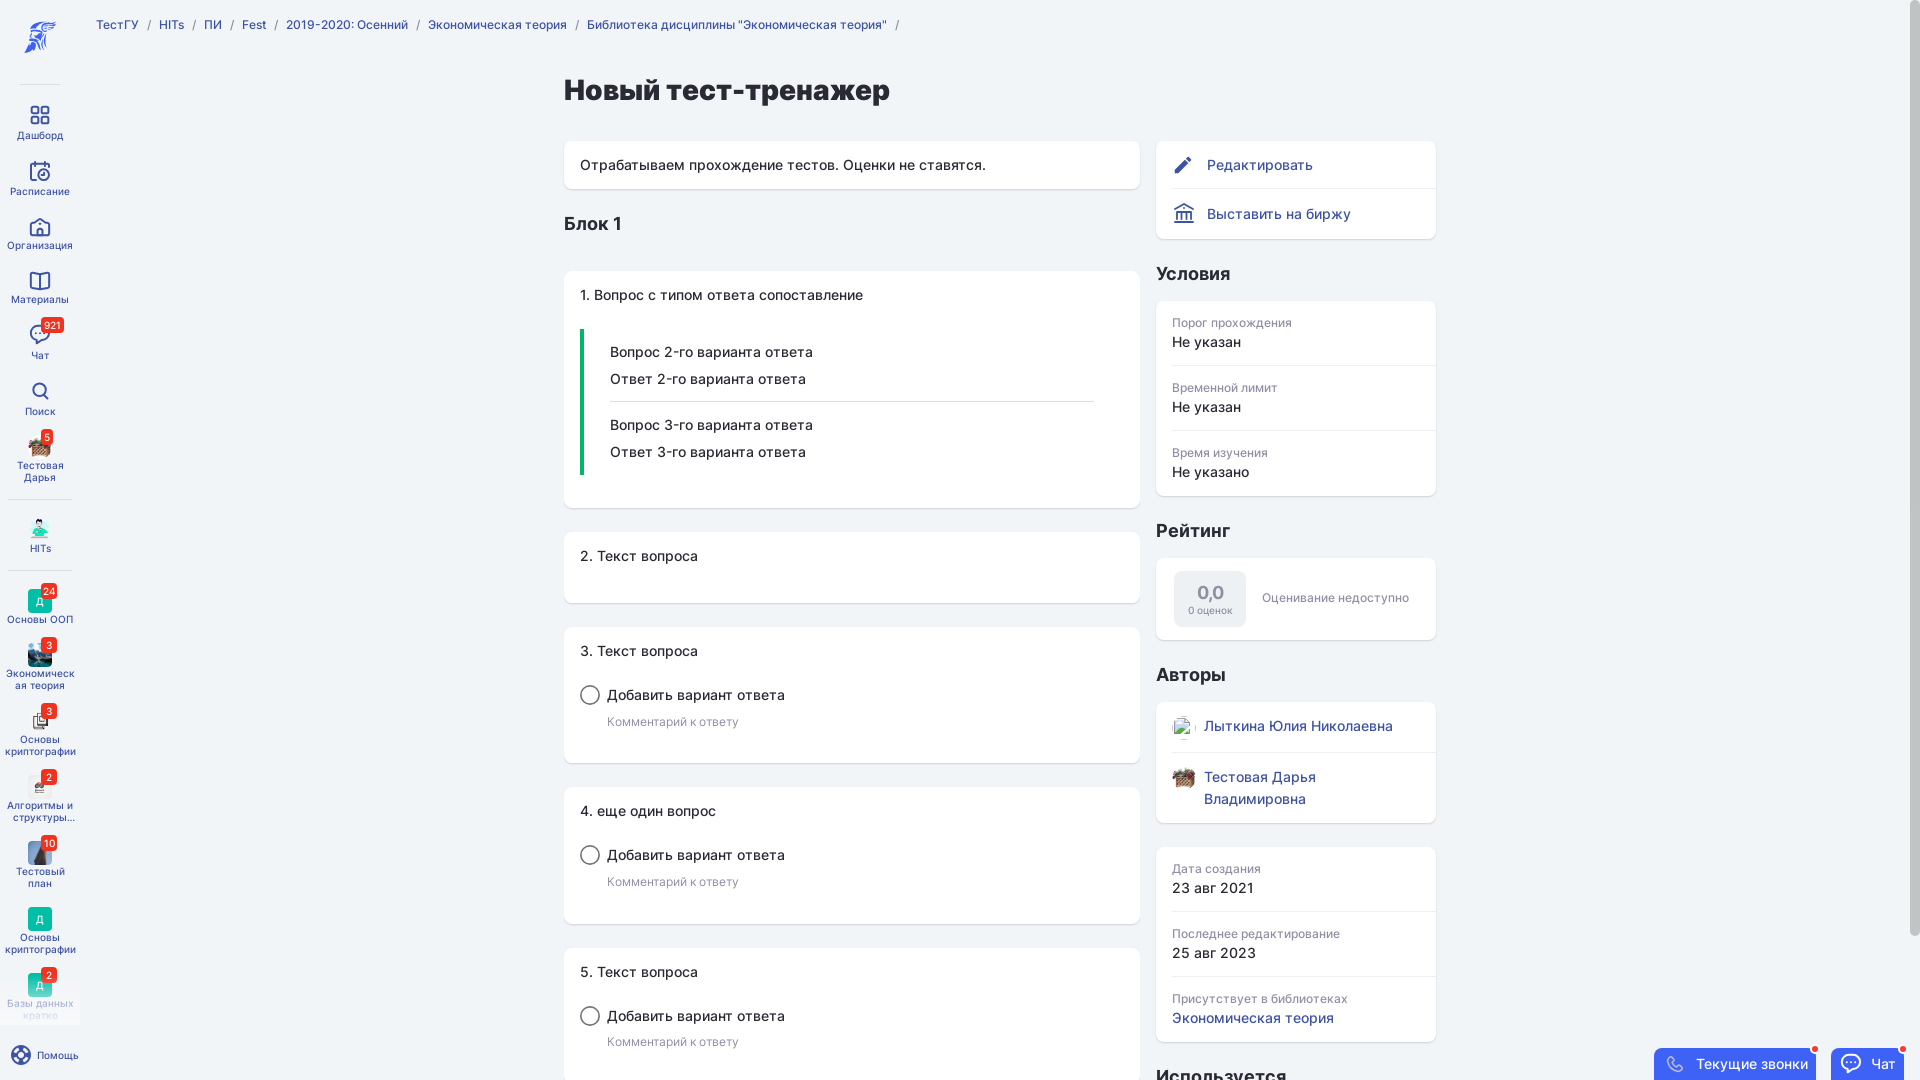 ТестГУ / HITs / ПИ / Fest / 2019-2020: Осенний / Экономическая теория / Библиотека дисциплины "Экономическая теория" /
Дашборд
Расписание
Организация
Материалы
921
Чат
Поиск
5
Тестовая
Дарья
HITs
24
Д
Основы ООП
3
Экономическ
ая теория
3
Основы
криптографии
2
Алгоритмы и
структуры...
10
Тестовый
план
Д
Основы
криптографии
2
Д
Базы данных
кратко
Помощь
Новый тест-тренажер
Отрабатываем прохождение тестов. Оценки не ставятся.
Блок 1
1. Вопрос с типом ответа сопоставление
Вопрос 2-го варианта ответа
Ответ 2-го варианта ответа
Вопрос 3-го варианта ответа
Ответ 3-го варианта ответа
2. Текст вопроса
3. Текст вопроса
Добавить вариант ответа
Комментарий к ответу
4. еще один вопрос
Добавить вариант ответа
Комментарий к ответу
5. Текст вопроса
Добавить вариант ответа
Комментарий к ответу
Редактировать
Выставить на биржу
Условия
Порог прохождения
Не указан
Временной лимит
Не указан
Время изучения
Не указано
Рейтинг
0,0
0 оценок
Оценивание недоступно
Авторы
Лыткина Юлия Николаевна
Тестовая Дарья
Владимировна
Дата создания
23 авг 2021
Последнее редактирование
25 авг 2023
Присутствует в библиотеках
Экономическая теория
Используется
Текущие звонки
Чат